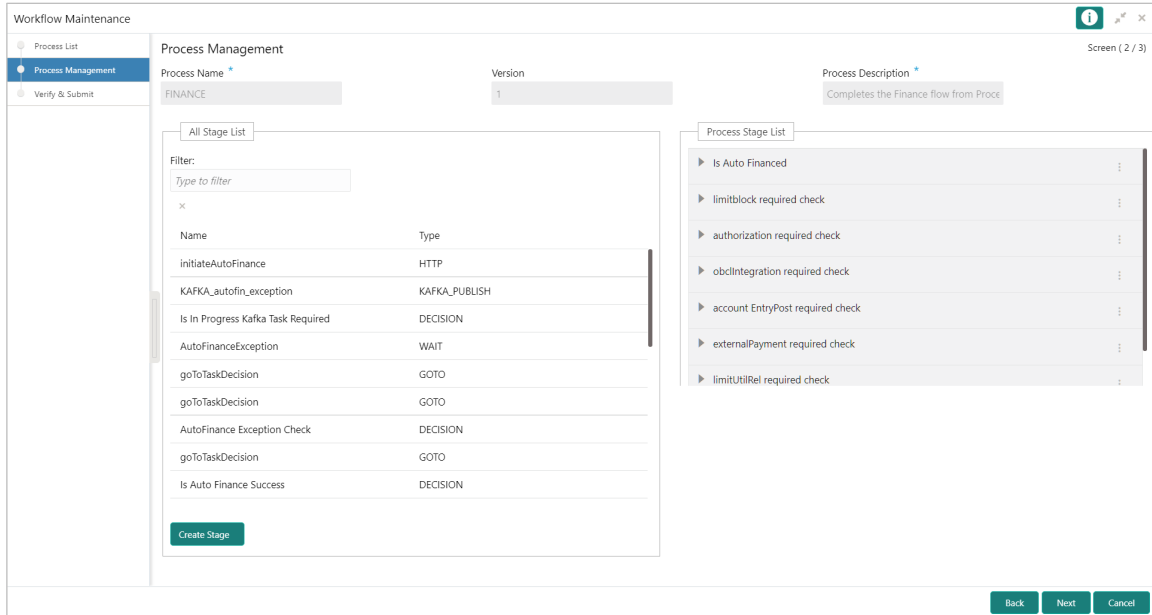 Workflow Maintenance
Process List
Process Management
Verify & Submit
Process Management
Screen ( 2 / 3)
Process Name *
Version
Process Description *
FINANCE
1
Completes the Finance flow from Proce
All Stage List
Filter:
Type to filter
Name Type
initiateAutoFinance HTTP
KAFKA_autofin_exception KAFKA_PUBLISH
Is In Progress Kafka Task Required DECISION
AutoFinanceException WAIT
goToTaskDecision GOTO
goToTaskDecision GOTO
AutoFinance Exception Check DECISION
goToTaskDecision GOTO
Is Auto Finance Success DECISION
Create Stage
Process Stage List
Is Auto Financed
limitblock required check
authorization required check
obclIntegration required check
account EntryPost required check
externalPayment required check
limitUtilRel required check
Back Next Cancel